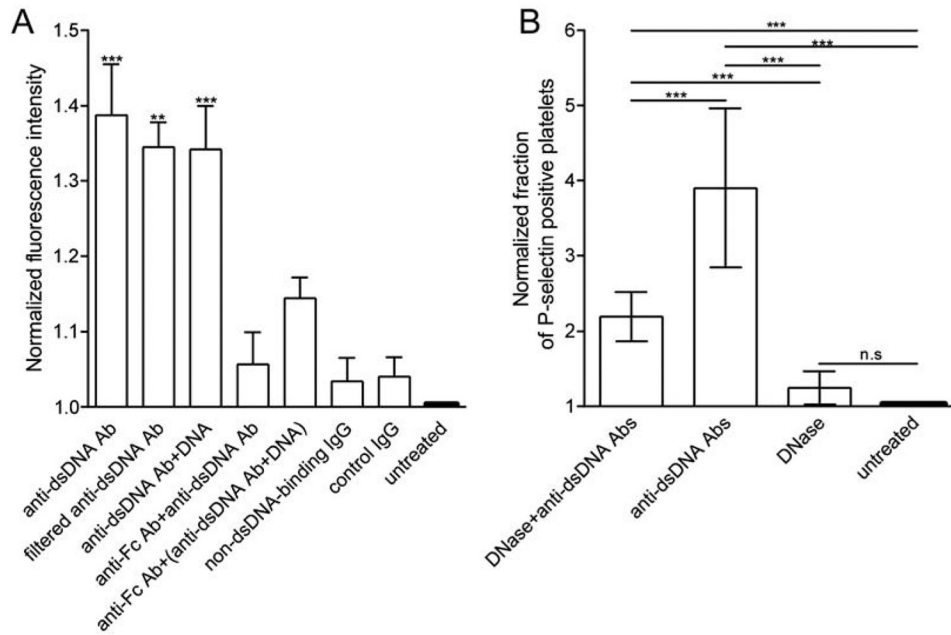 A
Normalized fluorescence intensity
1.5
1.4
1.3
1.2
1.1
1.0
***
**
***
anti-dsDNA Ab
filtered anti-dsDNA Ab
anti-dsDNA Ab+DNA
anti-Fc Ab+anti-dsDNA Ab
anti-Fc Ab+(anti-dsDNA Ab+DNA)
non-dsDNA-binding IgG
control IgG
untreated
B
Normalized fraction
of P-selectin positive platelets
6
5
4
3
2
1
***
***
***
***
***
n.s
DNase+anti-dsDNA Abs
anti-dsDNA Abs
DNase
untreated